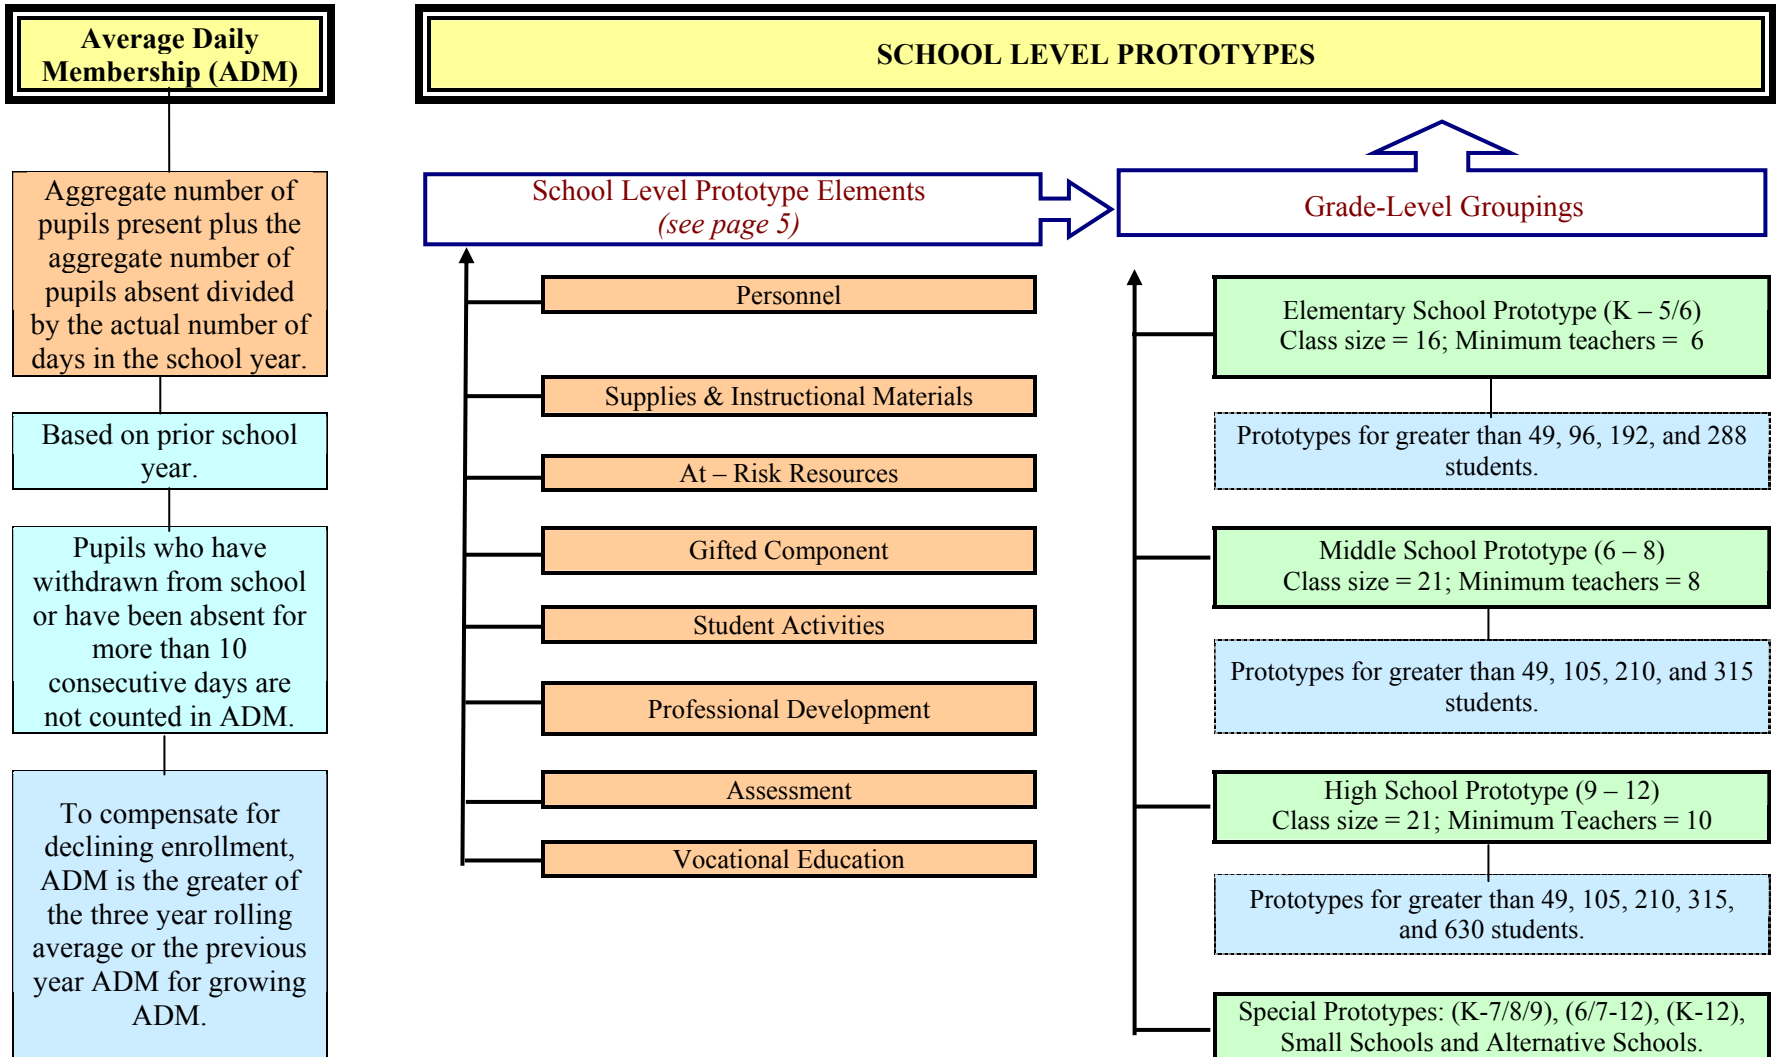 Average Daily
Membership (ADM)
Aggregate number of
pupils present plus the
aggregate number of
pupils absent divided
by the actual number of
days in the school year.
Based on prior school
year.
Pupils who have
withdrawn from school
or have been absent for
more than 10
consecutive days are
not counted in ADM.
To compensate for
declining enrollment,
ADM is the greater of
the three year rolling
average or the previous
year ADM for growing
ADM.
SCHOOL LEVEL PROTOTYPES
School Level Prototype Elements
(see page 5)
Personnel
Supplies & Instructional Materials
At – Risk Resources
Gifted Component
Student Activities
Professional Development
Assessment
Vocational Education
Grade-Level Groupings
Elementary School Prototype (K – 5/6)
Class size = 16; Minimum teachers = 6
Prototypes for greater than 49, 96, 192, and 288
students.
Middle School Prototype (6 – 8)
Class size = 21; Minimum teachers = 8
Prototypes for greater than 49, 105, 210, and 315
students.
High School Prototype (9 – 12)
Class size = 21; Minimum Teachers = 10
Prototypes for greater than 49, 105, 210, 315,
and 630 students.
Special Prototypes: (K-7/8/9), (6/7-12), (K-12),
Small Schools and Alternative Schools.